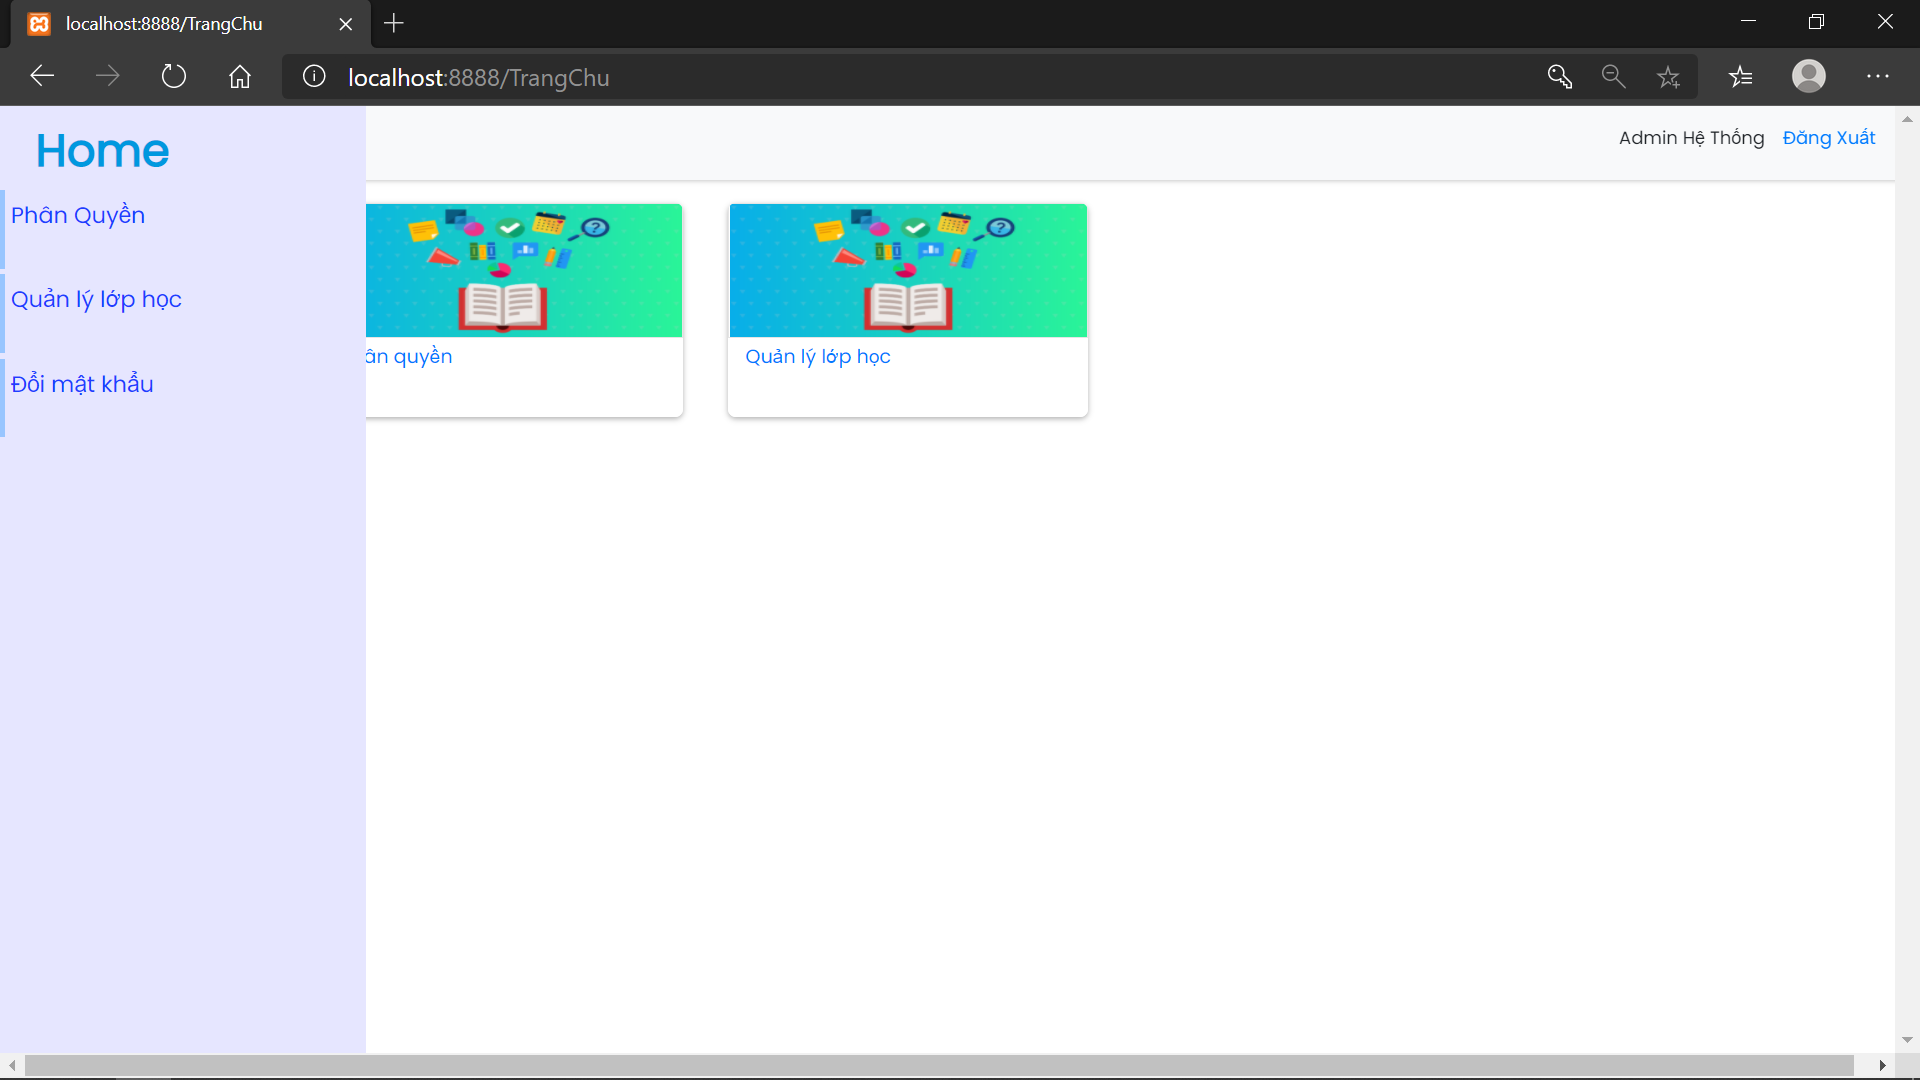 localhost:8888/TrangChu
localhost:8888/TrangChu
Home
Admin Hệ Thống Đăng Xuất
Phân Quyền
Quản lý lớp học
Đổi mật khẩu
ân quyền
Quản lý lớp học